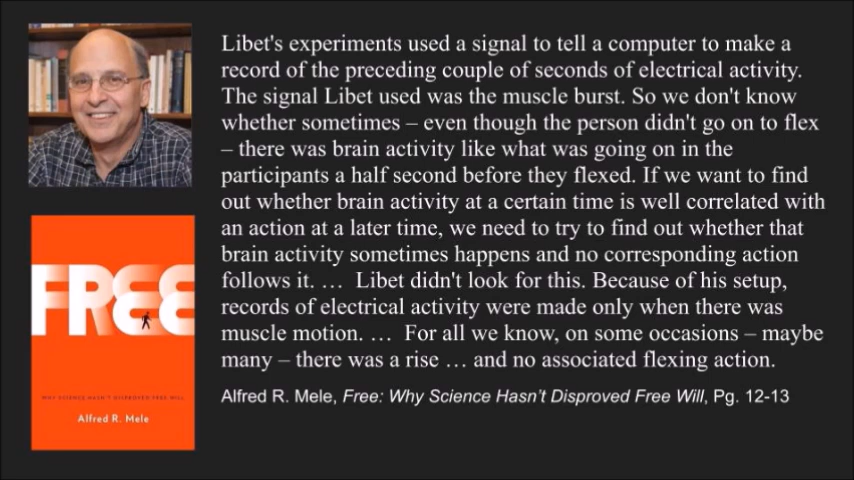 Libet's experiments used a signal to tell a computer to make a
record of the preceding couple of seconds of electrical activity.
The signal Libet used was the muscle burst. So we don't know
whether sometimes – even though the person didn't go on to flex
– there was brain activity like what was going on in the
participants a half second before they flexed. If we want to find
out whether brain activity at a certain time is well correlated with
an action at a later time, we need to try to find out whether that
brain activity sometimes happens and no corresponding action
follows it. … Libet didn't look for this. Because of his setup,
records of electrical activity were made only when there was
muscle motion. … For all we know, on some occasions – maybe
many – there was a rise … and no associated flexing action.
Alfred R. Mele, Free: Why Science Hasn't Disproved Free Will, Pg. 12-13
FREE
WHY SCIENCE HASN'T DISPROVED FREE WILL
Alfred R. Mele